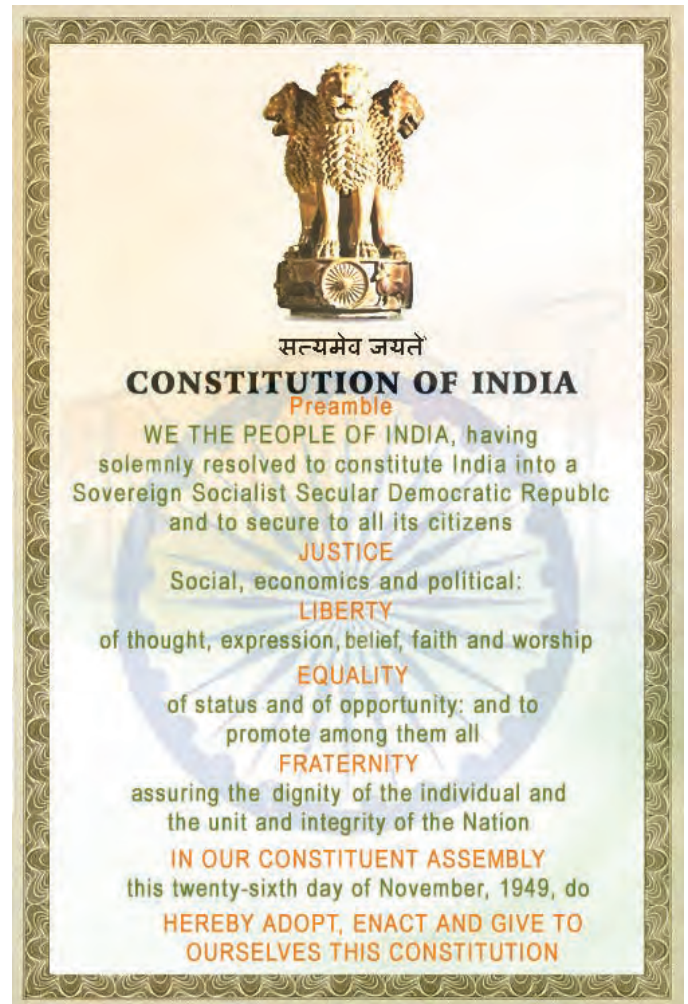 सत्यमेव जयते
CONSTITUTION OF INDIA
Preamble
WE THE PEOPLE OF INDIA, having
solemnly resolved to constitute India into a
Sovereign Socialist Secular Democratic Republc
and to secure to all its citizens
JUSTICE
Social, economics and political:
LIBERTY
of thought, expression, belief, faith and worship
EQUALITY
of status and of opportunity: and to
promote among them all
FRATERNITY
assuring the dignity of the individual and
the unit and integrity of the Nation
IN OUR CONSTITUENT ASSEMBLY
this twenty-sixth day of November, 1949, do
HEREBY ADOPT, ENACT AND GIVE TO
OURSELVES THIS CONSTITUTION